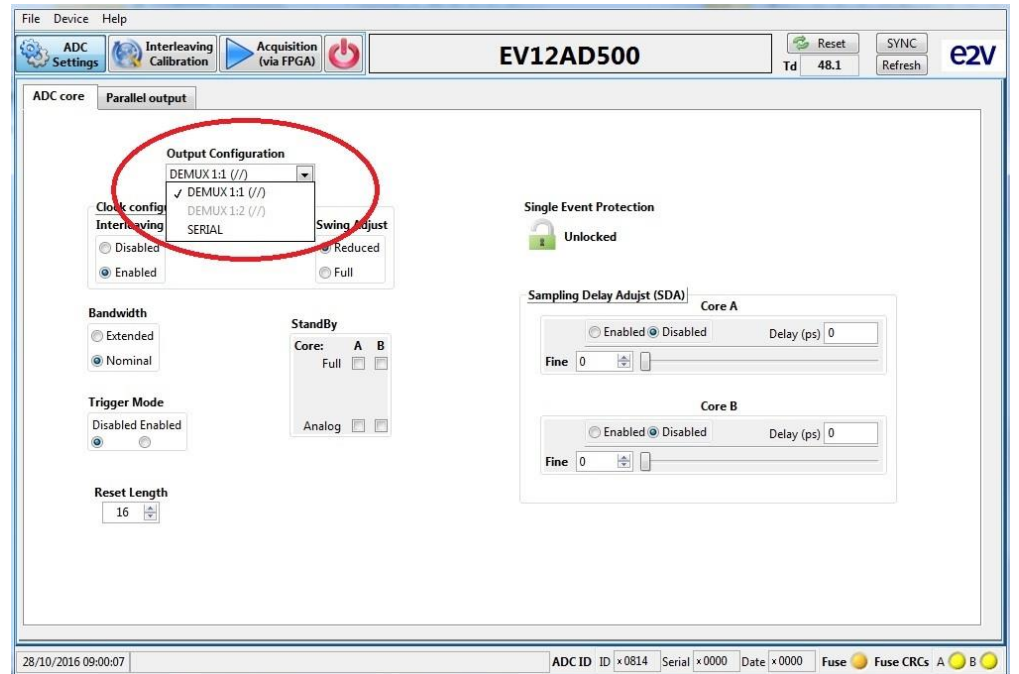 File Device Help
ADC Settings
Interleaving Calibration
Acquisition (via FPGA)
EV12AD500
Reset
Td 48.1
SYNC
Refresh
e2v
ADC core
Parallel output
Output Configuration
DEMUX 1:1 (//)
✓ DEMUX 1:1 (//)
DEMUX 1:2 (//)
SERIAL
Clock config
Interleaving
Swing Adjust
Disabled
Reduced
Enabled
Full
Single Event Protection
Unlocked
Bandwidth
Extended
Nominal
StandBy
Core: A B
Full
Analog
Trigger Mode
Disabled Enabled
Reset Length
16
Sampling Delay Adujst (SDA)
Core A
Enabled Disabled
Delay (ps) 0
Fine 0
Core B
Enabled Disabled
Delay (ps) 0
Fine 0
28/10/2016 09:00:07
ADC ID ID x 0814 Serial x 0000 Date x 0000 Fuse Fuse CRCs A B